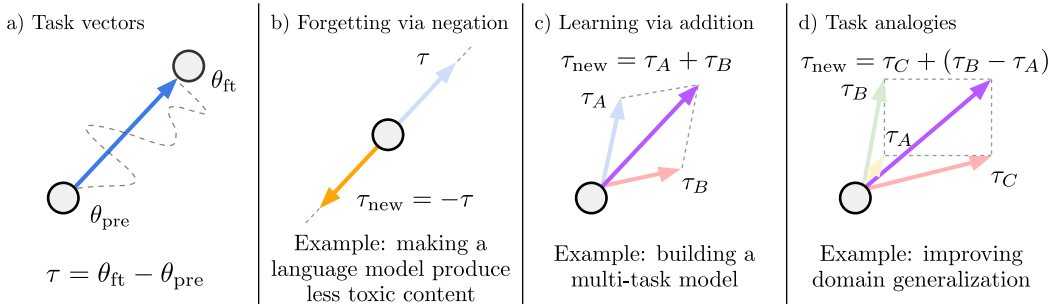 a) Task vectors
θft
θpre
τ = θft − θpre
b) Forgetting via negation
τ
τnew = −τ
Example: making a
language model produce
less toxic content
c) Learning via addition
τnew = τA + τB
τA
τB
Example: building a
multi-task model
d) Task analogies
τnew = τC + (τB − τA)
τB
τA
τC
Example: improving
domain generalization